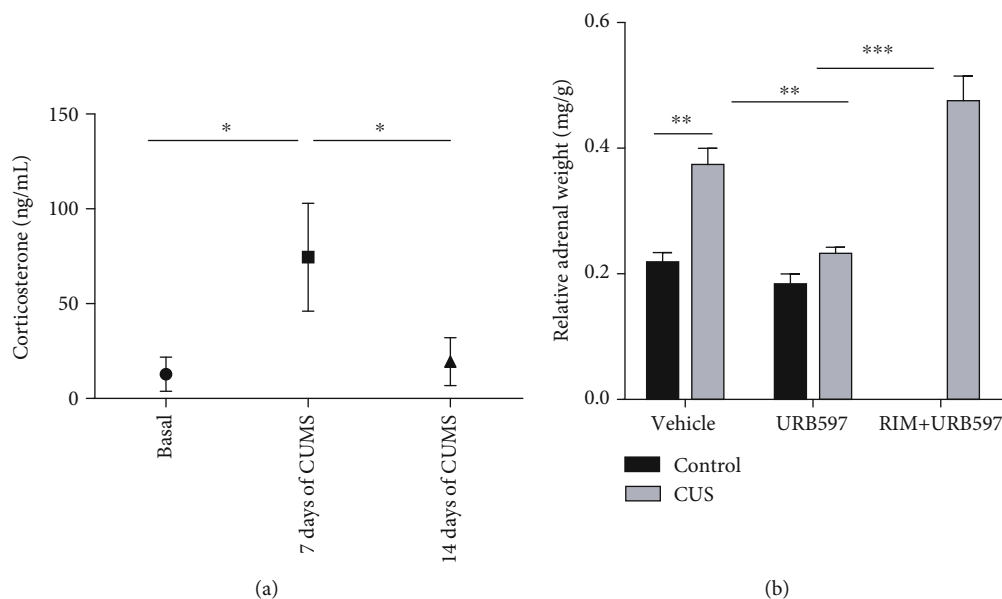 150
100
50
0
Corticosterone (ng/mL)
*
*
Basal
7 days of CUMS
14 days of CUMS
(a)
0.6
0.4
0.2
0.0
Relative adrenal weight (mg/g)
**
**
***
Vehicle
URB597
RIM+URB597
Control
CUS
(b)